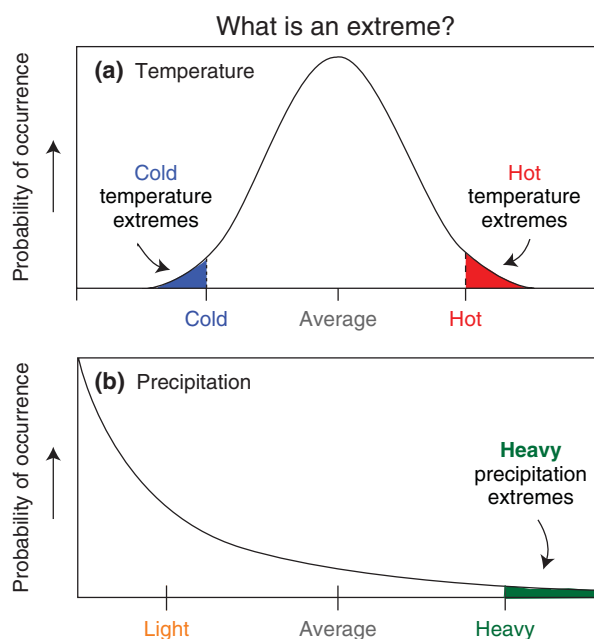 What is an extreme?
(a) Temperature
Probability of occurrence
Cold
temperature
extremes
Hot
temperature
extremes
Cold
Average
Hot
(b) Precipitation
Probability of occurrence
Heavy
precipitation
extremes
Light
Average
Heavy